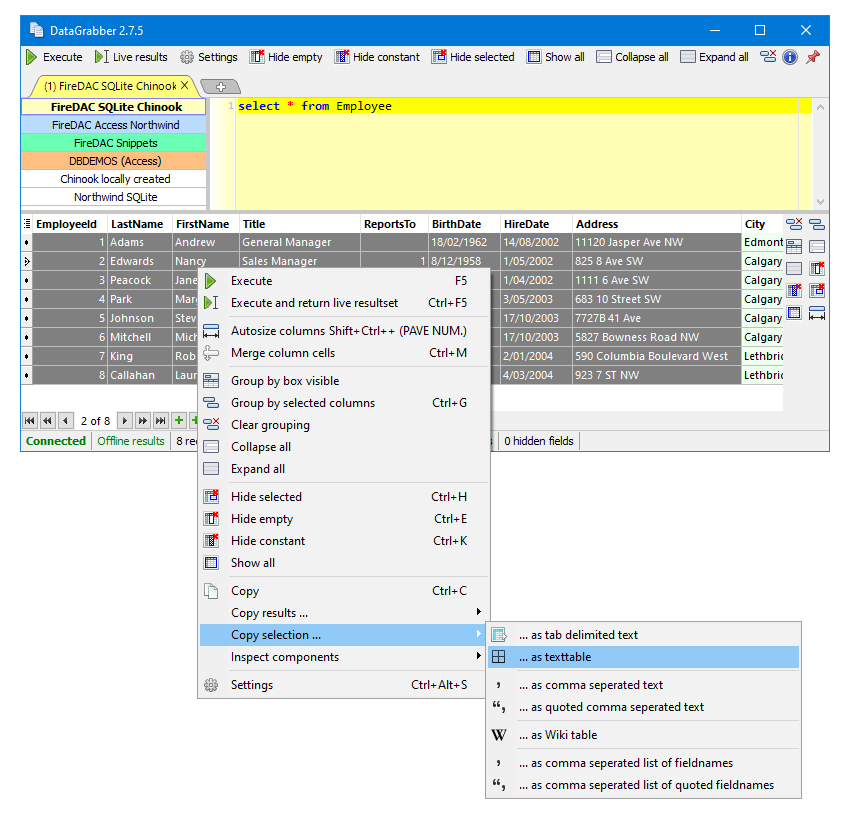 DataGrabber 2.7.5
Execute Live results Settings Hide empty Hide constant Hide selected Show all Collapse all Expand all
(1) FireDAC SQLite Chinook X
FireDAC SQLite Chinook
FireDAC Access Northwind
FireDAC Snippets
DBDEMOS (Access)
Chinook locally created
Northwind SQLite
1 select * from Employee
EmployeeId LastName FirstName Title ReportsTo BirthDate HireDate Address City
1 Adams Andrew General Manager 18/02/1962 14/08/2002 11120 Jasper Ave NW Edmont
2 Edwards Nancy Sales Manager 1 8/12/1958 1/05/2002 825 8 Ave SW Calgary
3 Peacock Jane 1/04/2002 1111 6 Ave SW Calgary
4 Park Marg 3/05/2003 683 10 Street SW Calgary
5 Johnson Stev 17/10/2003 7727B 41 Ave Calgary
6 Mitchell Mich 17/10/2003 5827 Bowness Road NW Calgary
7 King Rob 2/01/2004 590 Columbia Boulevard West Lethbrid
8 Callahan Laur 4/03/2004 923 7 ST NW Lethbrid
2 of 8
Connected Offline results 8 rec 0 hidden fields
Execute F5
Execute and return live resultset Ctrl+F5
Autosize columns Shift+Ctrl++ (PAVE NUM.)
Merge column cells Ctrl+M
Group by box visible
Group by selected columns Ctrl+G
Clear grouping
Collapse all
Expand all
Hide selected Ctrl+H
Hide empty Ctrl+E
Hide constant Ctrl+K
Show all
Copy Ctrl+C
Copy results ...
Copy selection ...
Inspect components
Settings Ctrl+Alt+S
... as tab delimited text
... as texttable
... as comma seperated text
... as quoted comma seperated text
W ... as Wiki table
... as comma seperated list of fieldnames
... as comma seperated list of quoted fieldnames